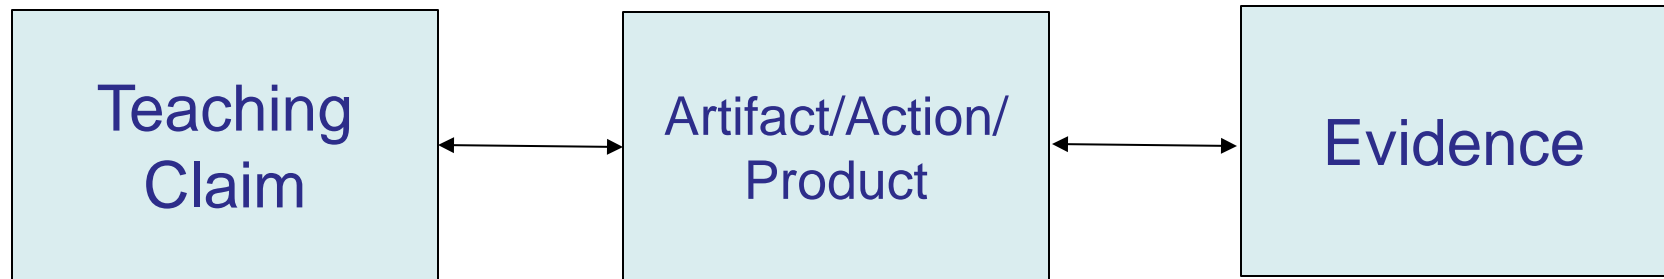 Teaching
Claim
Artifact/Action/
Product
Evidence